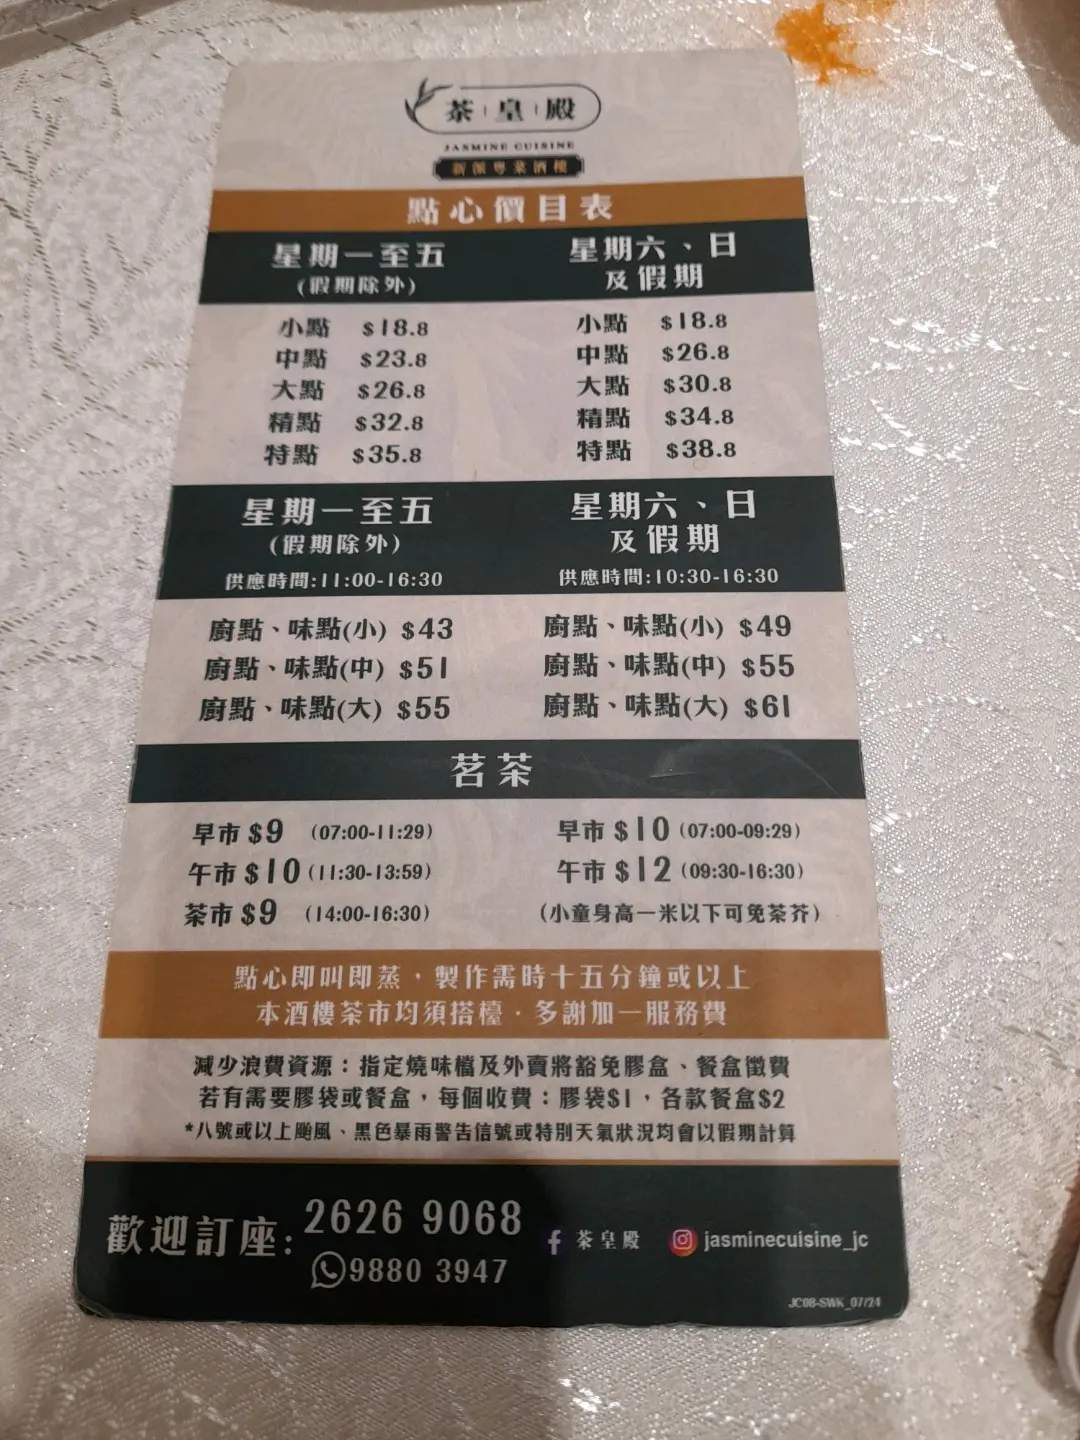 茶皇殿
JASMINE CUISINE
新派粵菜酒樓
點心價目表
星期一至五
(假期除外)
小點 $18.8
中點 $23.8
大點 $26.8
精點 $32.8
特點 $35.8
星期六、日
及假期
小點 $18.8
中點 $26.8
大點 $30.8
精點 $34.8
特點 $38.8
星期一至五
(假期除外)
供應時間:11:00-16:30
廚點、味點(小) $43
廚點、味點(中) $51
廚點、味點(大) $55
星期六、日
及假期
供應時間:10:30-16:30
廚點、味點(小) $49
廚點、味點(中) $55
廚點、味點(大) $61
茗茶
早市 $9 (07:00-11:29)
午市 $10 (11:30-13:59)
茶市 $9 (14:00-16:30)
早市 $10 (07:00-09:29)
午市 $12 (09:30-16:30)
(小童身高一米以下可免茶芥)
點心即叫即蒸，製作需時十五分鐘或以上
本酒樓茶市均須搭檯．多謝加一服務費
減少浪費資源：指定燒味檔及外賣將豁免膠盒、餐盒徵費
若有需要膠袋或餐盒，每個收費：膠袋$1，各款餐盒$2
*八號或以上颱風、黑色暴雨警告信號或特別天氣狀況均會以假期計算
歡迎訂座: 2626 9068
9880 3947
茶皇殿
jasminecuisine_jc
JC08-SWK_07/24